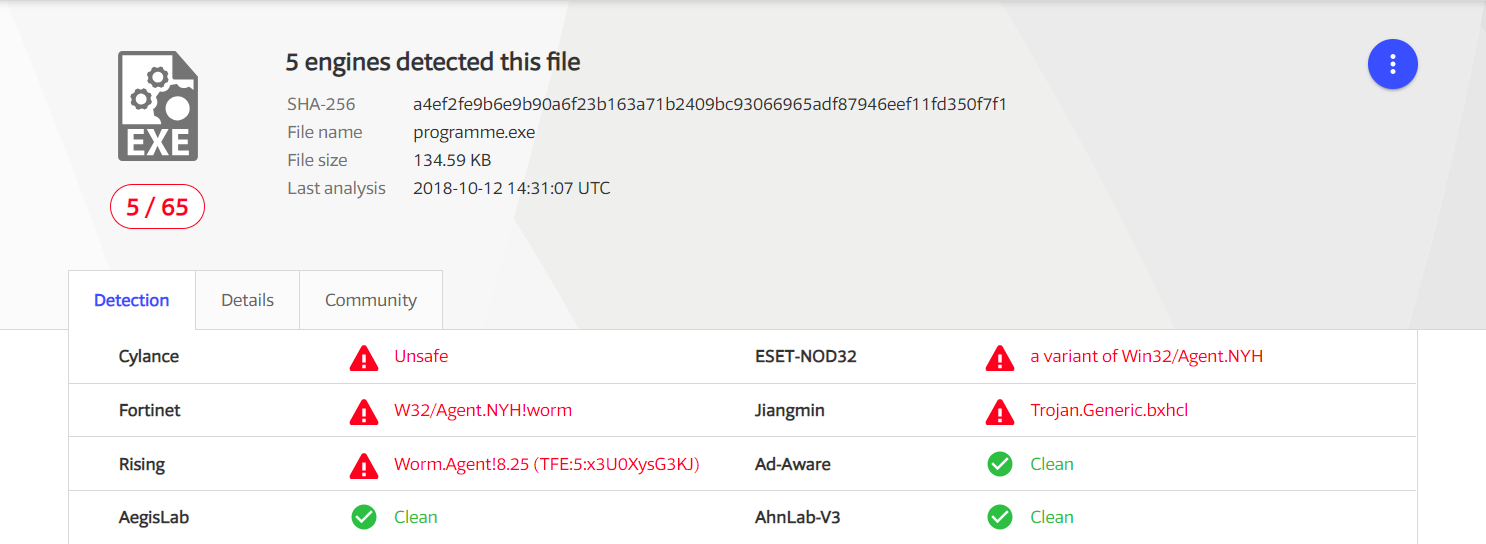 5 engines detected this file
SHA-256 a4ef2fe9b6e9b90a6f23b163a71b2409bc93066965adf87946eef11fd350f7f1
File name programme.exe
File size 134.59 KB
Last analysis 2018-10-12 14:31:07 UTC
EXE
5 / 65
Detection Details Community
Cylance Unsafe ESET-NOD32 a variant of Win32/Agent.NYH
Fortinet W32/Agent.NYH!worm Jiangmin Trojan.Generic.bxhcl
Rising Worm.Agent!8.25 (TFE:5:x3U0XysG3KJ) Ad-Aware Clean
AegisLab Clean AhnLab-V3 Clean